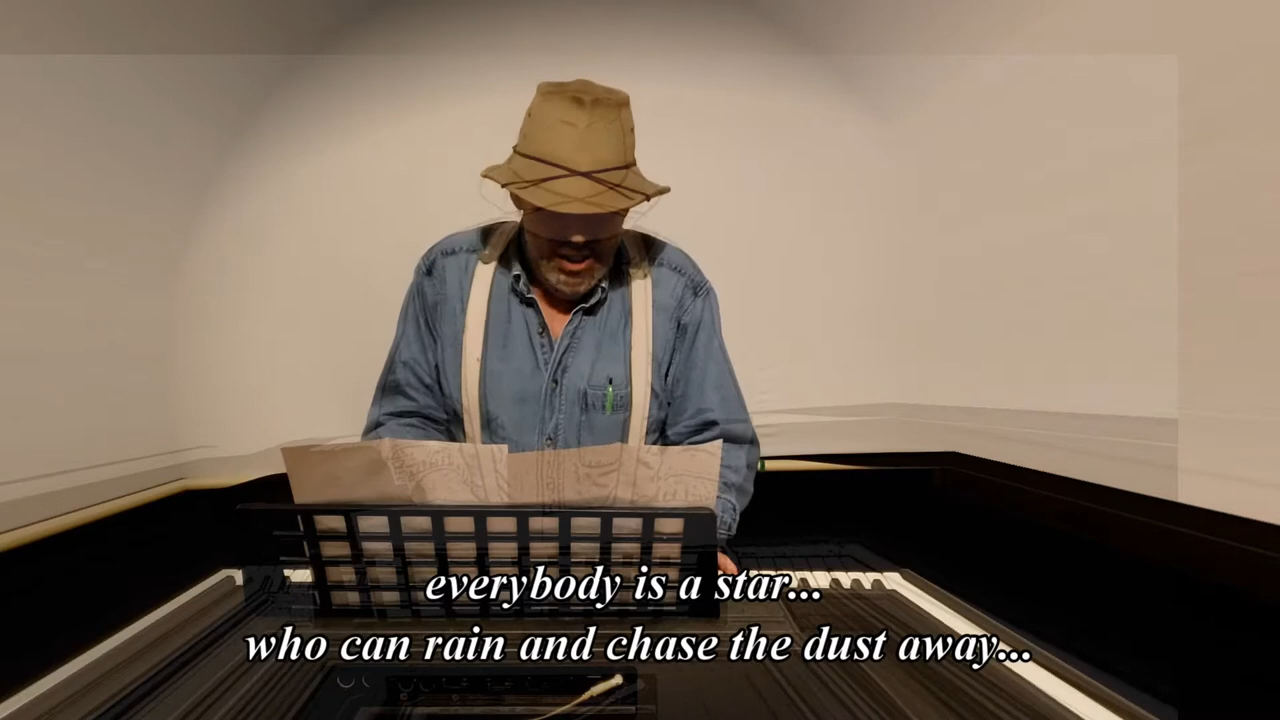 everybody is a star...
who can rain and chase the dust away...